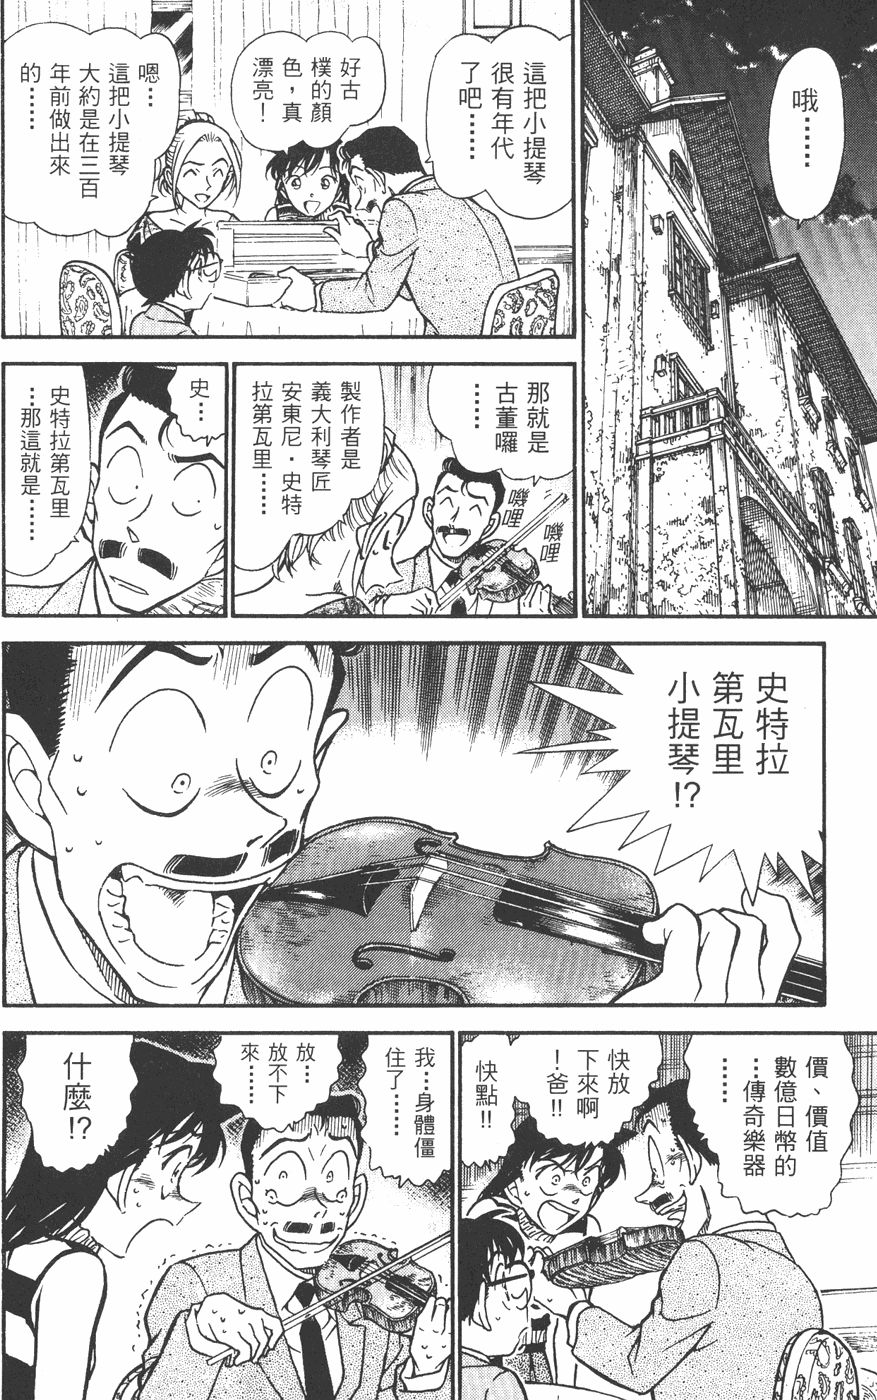 哦……
這把小提琴
很有年代
了吧……
好古
樸的顏
色，真
漂亮！
嗯…
這把小提琴
大約是在三百
年前做出來
的……
那就是
古董囉
……
嘰哩
嘰哩
製作者是
義大利琴匠
安東尼·史特
拉第瓦里……
史…
史特拉第瓦里
…那這就是……
史特拉
第瓦里
小提琴!?
價、價值
數億日幣的
…傳奇樂器
快放
下來啊
！爸!!
快點!!
我…身體僵
住了……
放…
放不下
來……
什麼!?